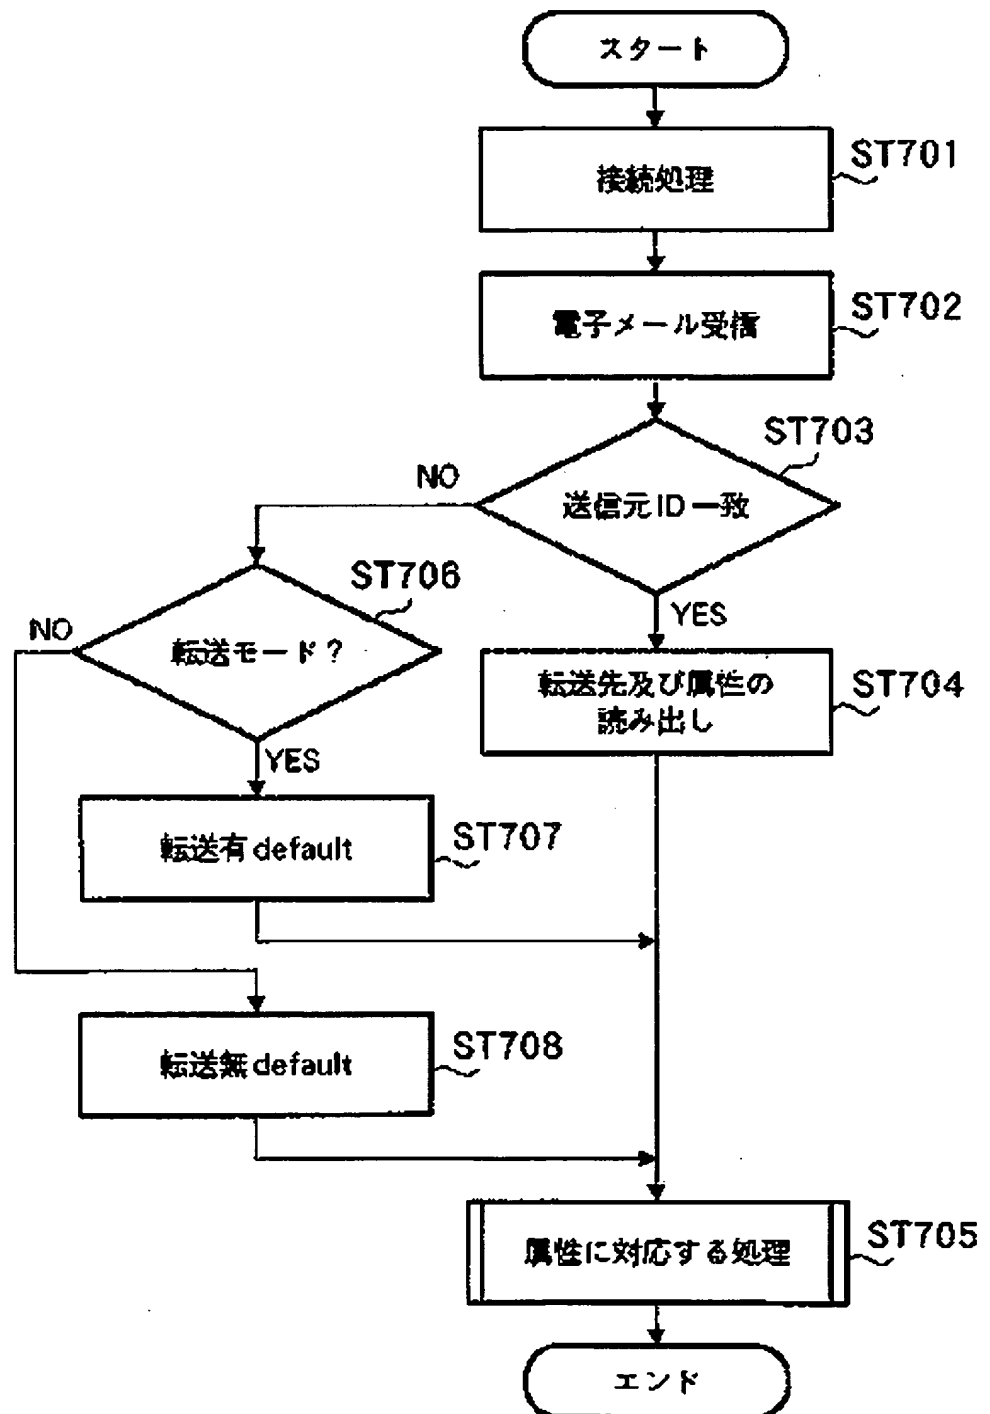 スタート
接続処理
ST701
電子メール受信
ST702
ST703
送信元ID一致
NO
YES
ST706
転送モード?
NO
YES
転送先及び属性の
読み出し
ST704
転送有default
ST707
転送無default
ST708
属性に対応する処理
ST705
エンド